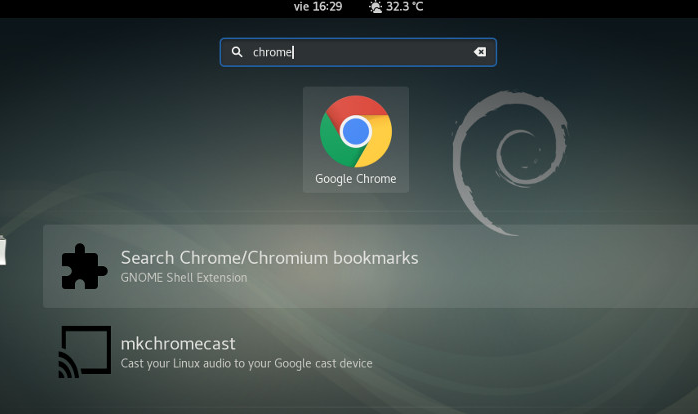 vie 16:29 32.3 °C
chrome
Google Chrome
Search Chrome/Chromium bookmarks
GNOME Shell Extension
mkchromecast
Cast your Linux audio to your Google cast device